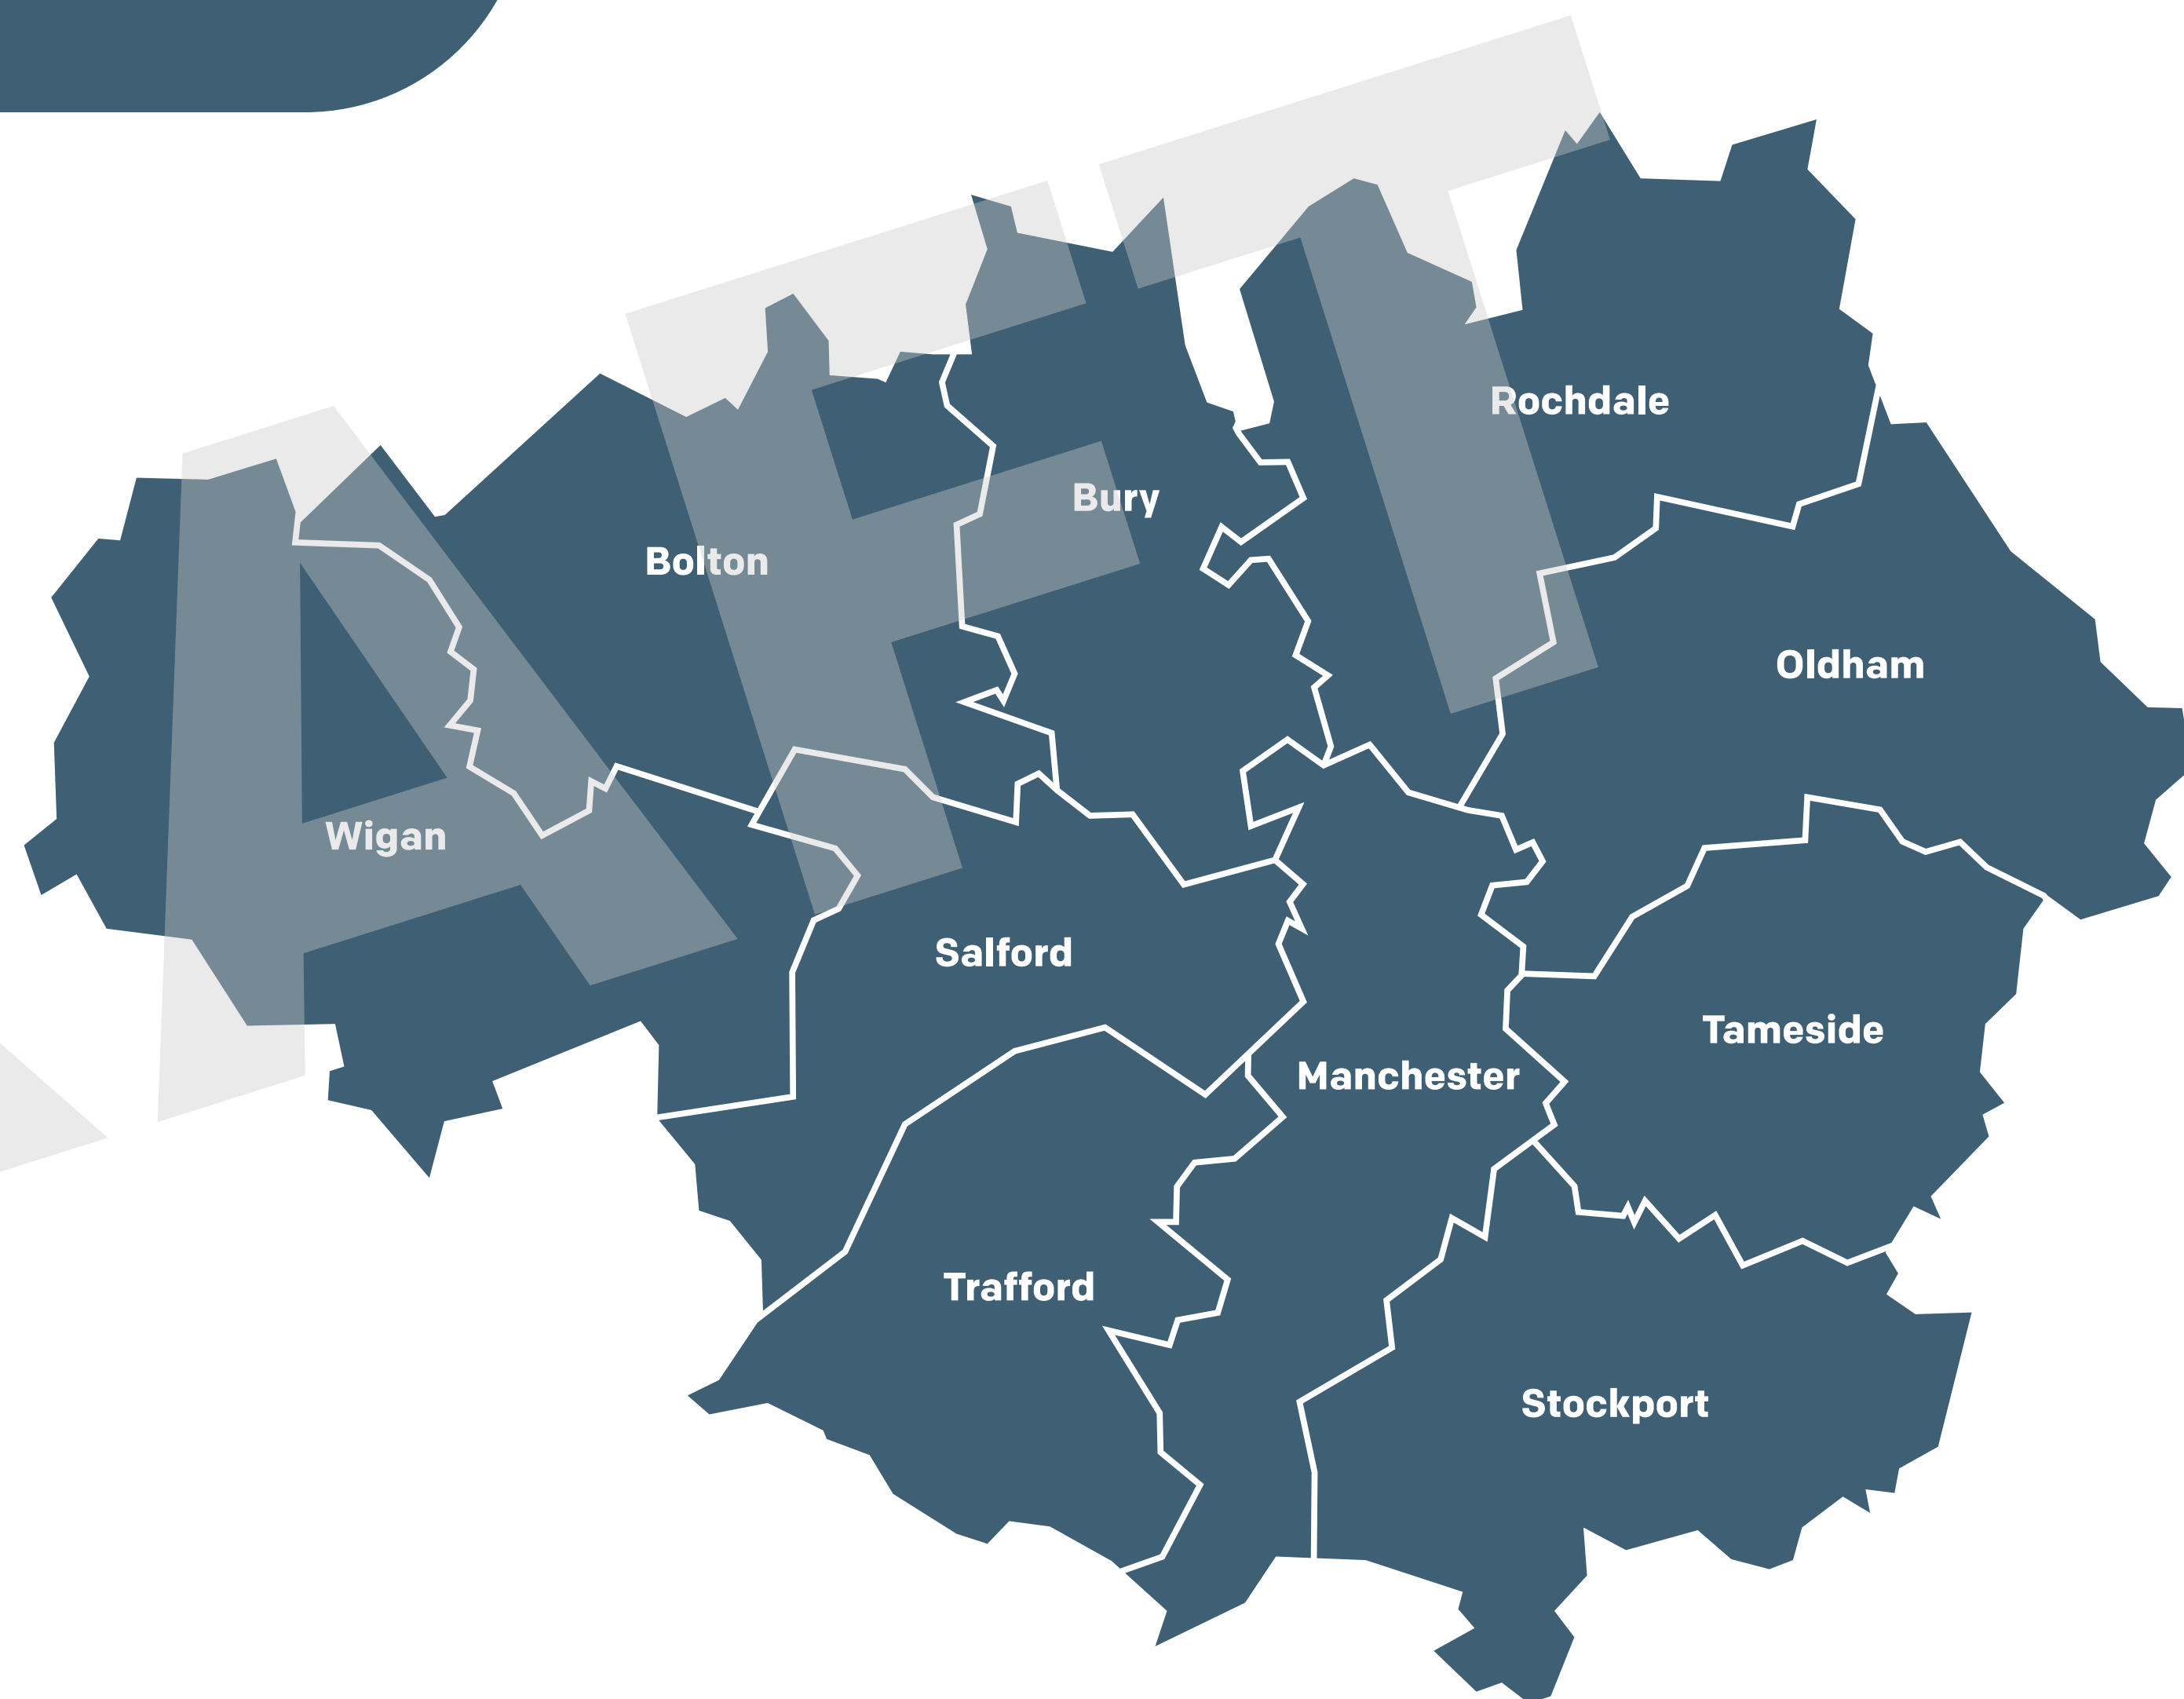 Rochdale
Bury
Bolton
Oldham
Wigan
Salford
Tameside
Manchester
Trafford
Stockport